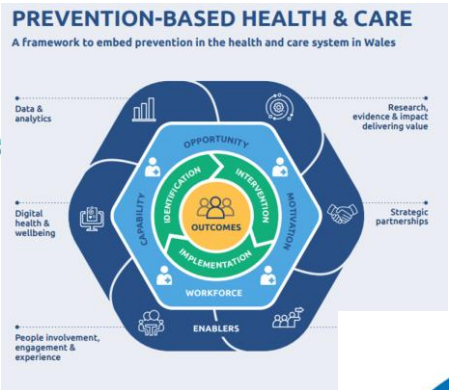 PREVENTION-BASED HEALTH & CARE
A framework to embed prevention in the health and care system in Wales
Data &
analytics
Research,
evidence & impact
delivering value
OPPORTUNITY
CAPABILITY
MOTIVATION
IDENTIFICATION
INTERVENTION
OUTCOMES
IMPLEMENTATION
Digital
health &
wellbeing
Strategic
partnerships
WORKFORCE
ENABLERS
People involvement,
engagement &
experience